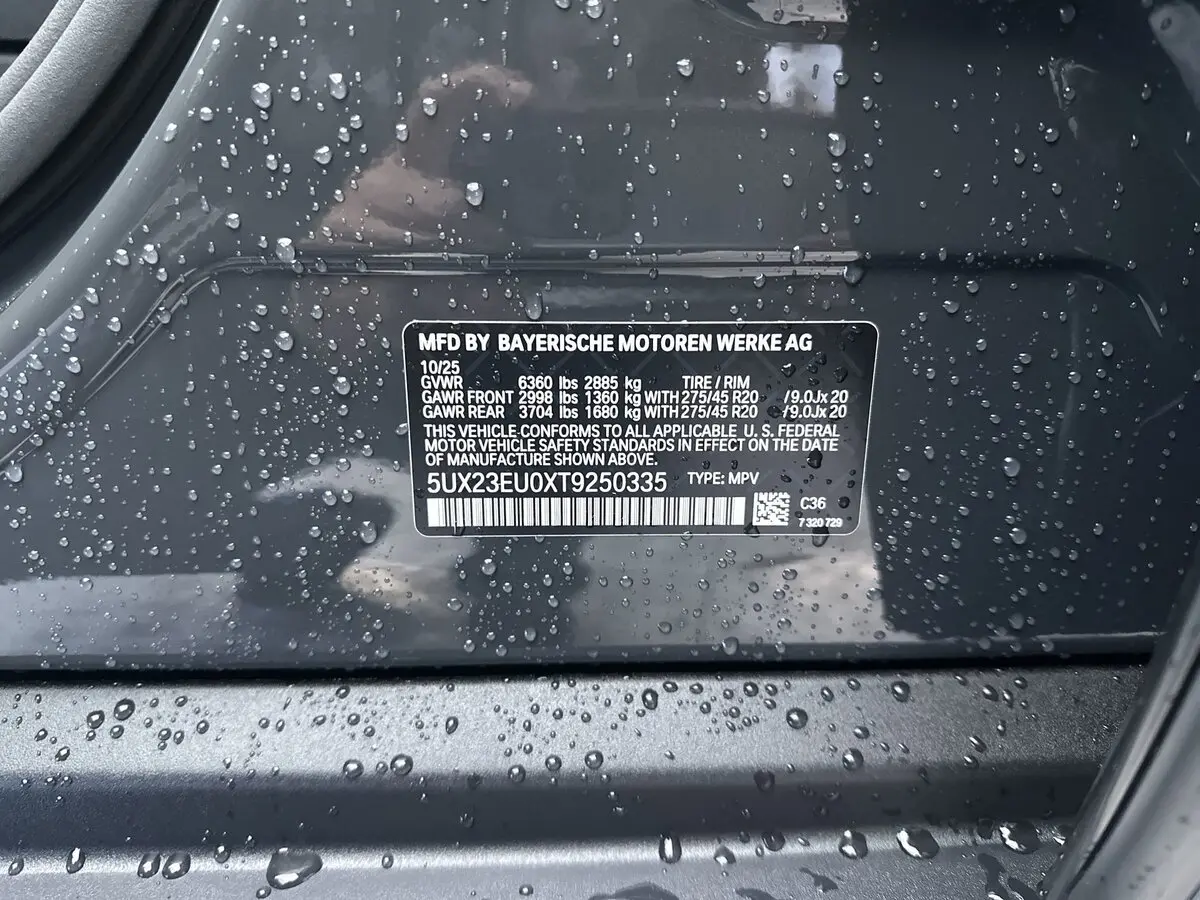 MFD BY BAYERISCHE MOTOREN WERKE AG
10/25
GVWR 6360 lbs 2885 kg TIRE / RIM
GAWR FRONT 2998 lbs 1360 kg WITH 275/45 R20 /9.0Jx20
GAWR REAR 3704 lbs 1680 kg WITH 275/45 R20 /9.0Jx20
THIS VEHICLE CONFORMS TO ALL APPLICABLE U.S. FEDERAL
MOTOR VEHICLE SAFETY STANDARDS IN EFFECT ON THE DATE
OF MANUFACTURE SHOWN ABOVE.
5UX23EU0XT9250335 TYPE: MPV
C36
7 320 729